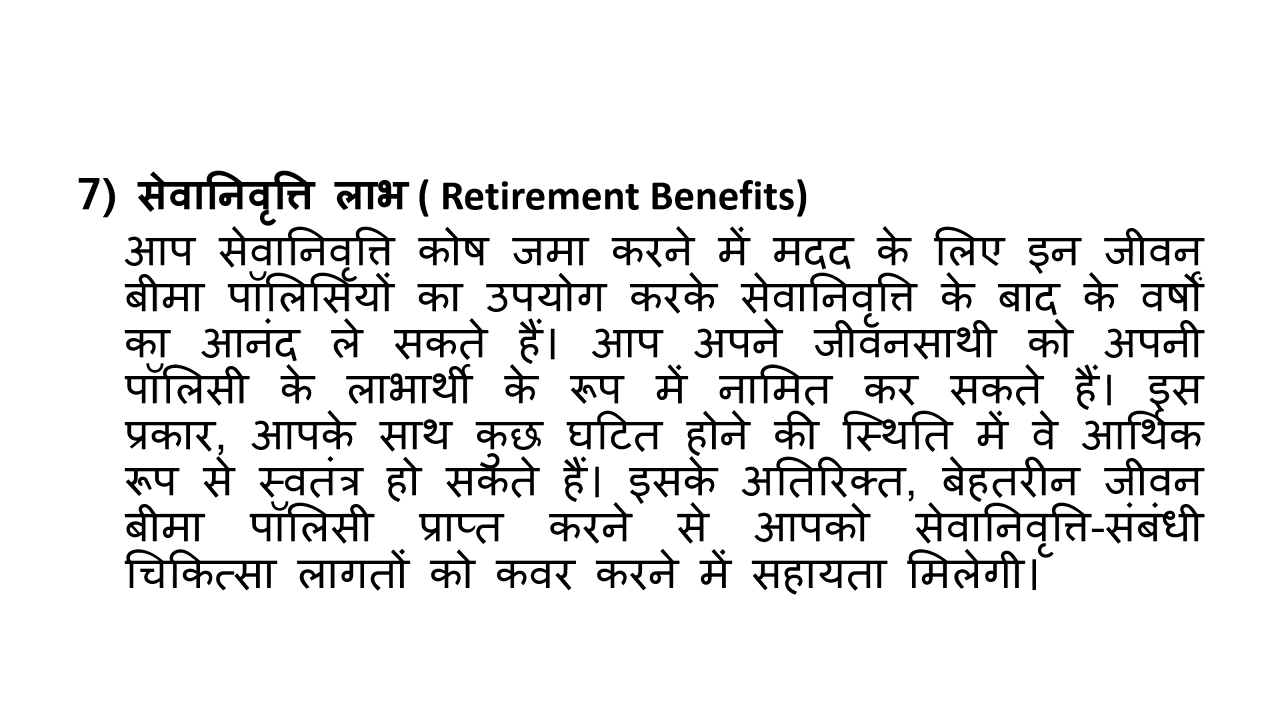 7) सेवानिवृत्ति लाभ ( Retirement Benefits)
आप सेवानिवृत्ति कोष जमा करने में मदद के लिए इन जीवन
बीमा पॉलिसियों का उपयोग करके सेवानिवृत्ति के बाद के वर्षों
का आनंद ले सकते हैं। आप अपने जीवनसाथी को अपनी
पॉलिसी के लाभार्थी के रूप में नामित कर सकते हैं। इस
प्रकार, आपके साथ कुछ घटित होने की स्थिति में वे आर्थिक
रूप से स्वतंत्र हो सकते हैं। इसके अतिरिक्त, बेहतरीन जीवन
बीमा पॉलिसी प्राप्त करने से आपको सेवानिवृत्ति-संबंधी
चिकित्सा लागतों को कवर करने में सहायता मिलेगी।